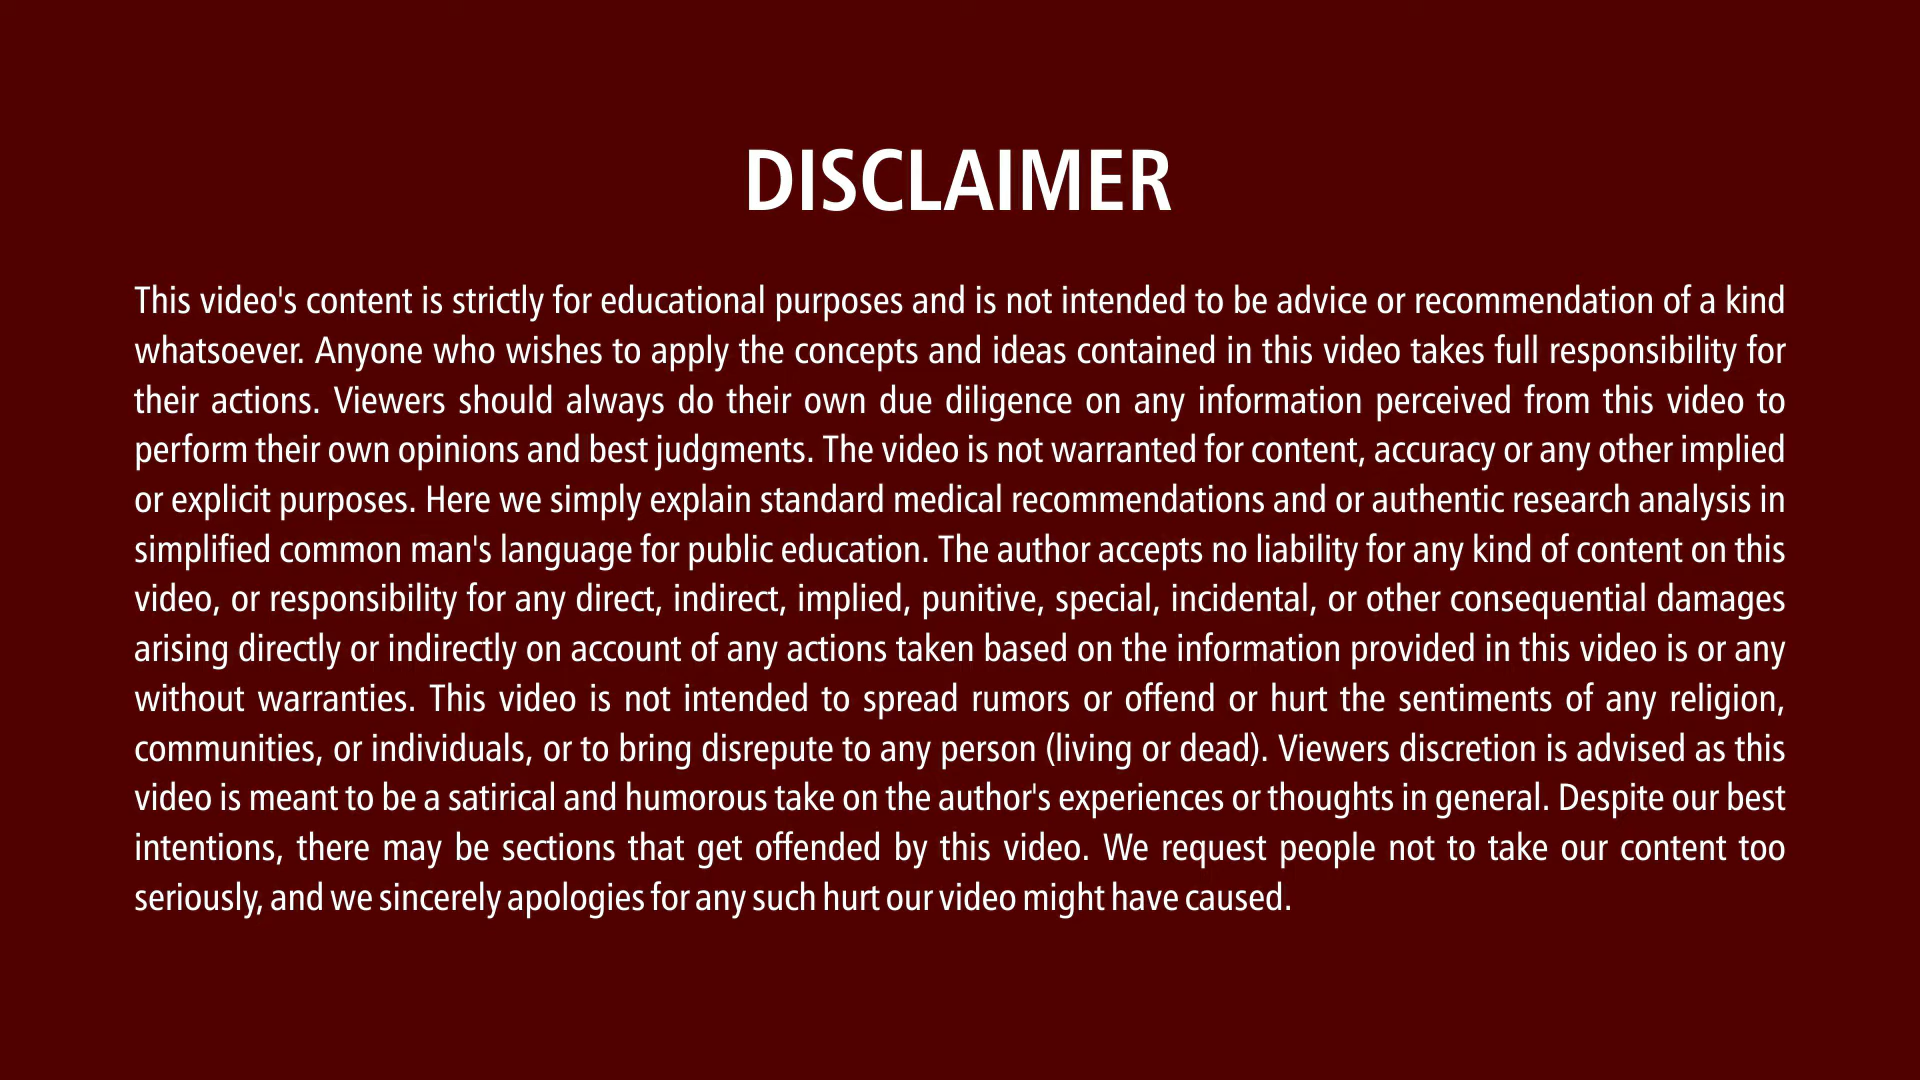 DISCLAIMER
This video's content is strictly for educational purposes and is not intended to be advice or recommendation of a kind
whatsoever. Anyone who wishes to apply the concepts and ideas contained in this video takes full responsibility for
their actions. Viewers should always do their own due diligence on any information perceived from this video to
perform their own opinions and best judgments. The video is not warranted for content, accuracy or any other implied
or explicit purposes. Here we simply explain standard medical recommendations and or authentic research analysis in
simplified common man's language for public education. The author accepts no liability for any kind of content on this
video, or responsibility for any direct, indirect, implied, punitive, special, incidental, or other consequential damages
arising directly or indirectly on account of any actions taken based on the information provided in this video is or any
without warranties. This video is not intended to spread rumors or offend or hurt the sentiments of any religion,
communities, or individuals, or to bring disrepute to any person (living or dead). Viewers discretion is advised as this
video is meant to be a satirical and humorous take on the author's experiences or thoughts in general. Despite our best
intentions, there may be sections that get offended by this video. We request people not to take our content too
seriously, and we sincerely apologies for any such hurt our video might have caused.